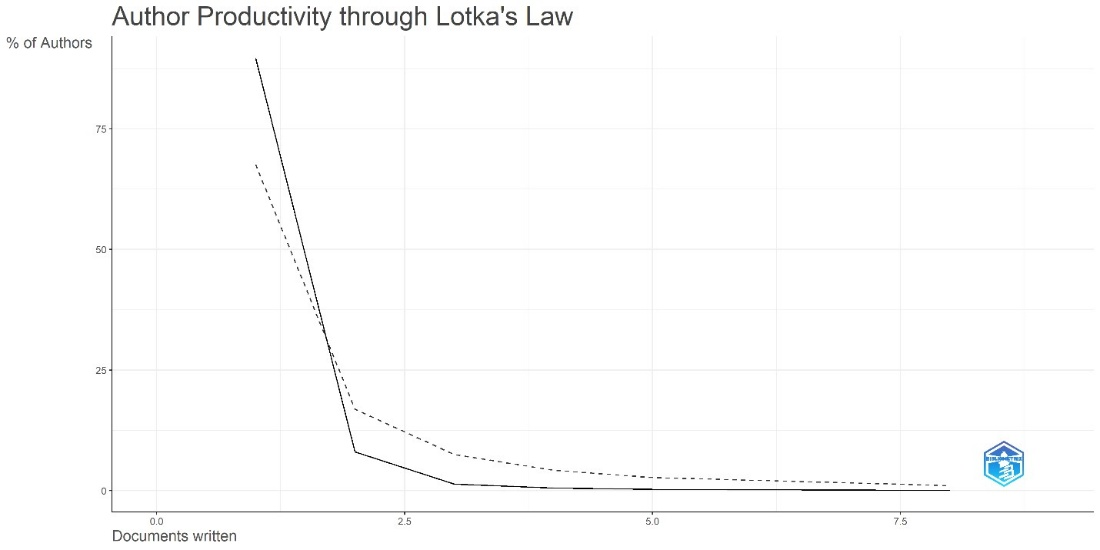 Author Productivity through Lotka's Law
% of Authors
75
50
25
0
0.0 2.5 5.0 7.5
Documents written